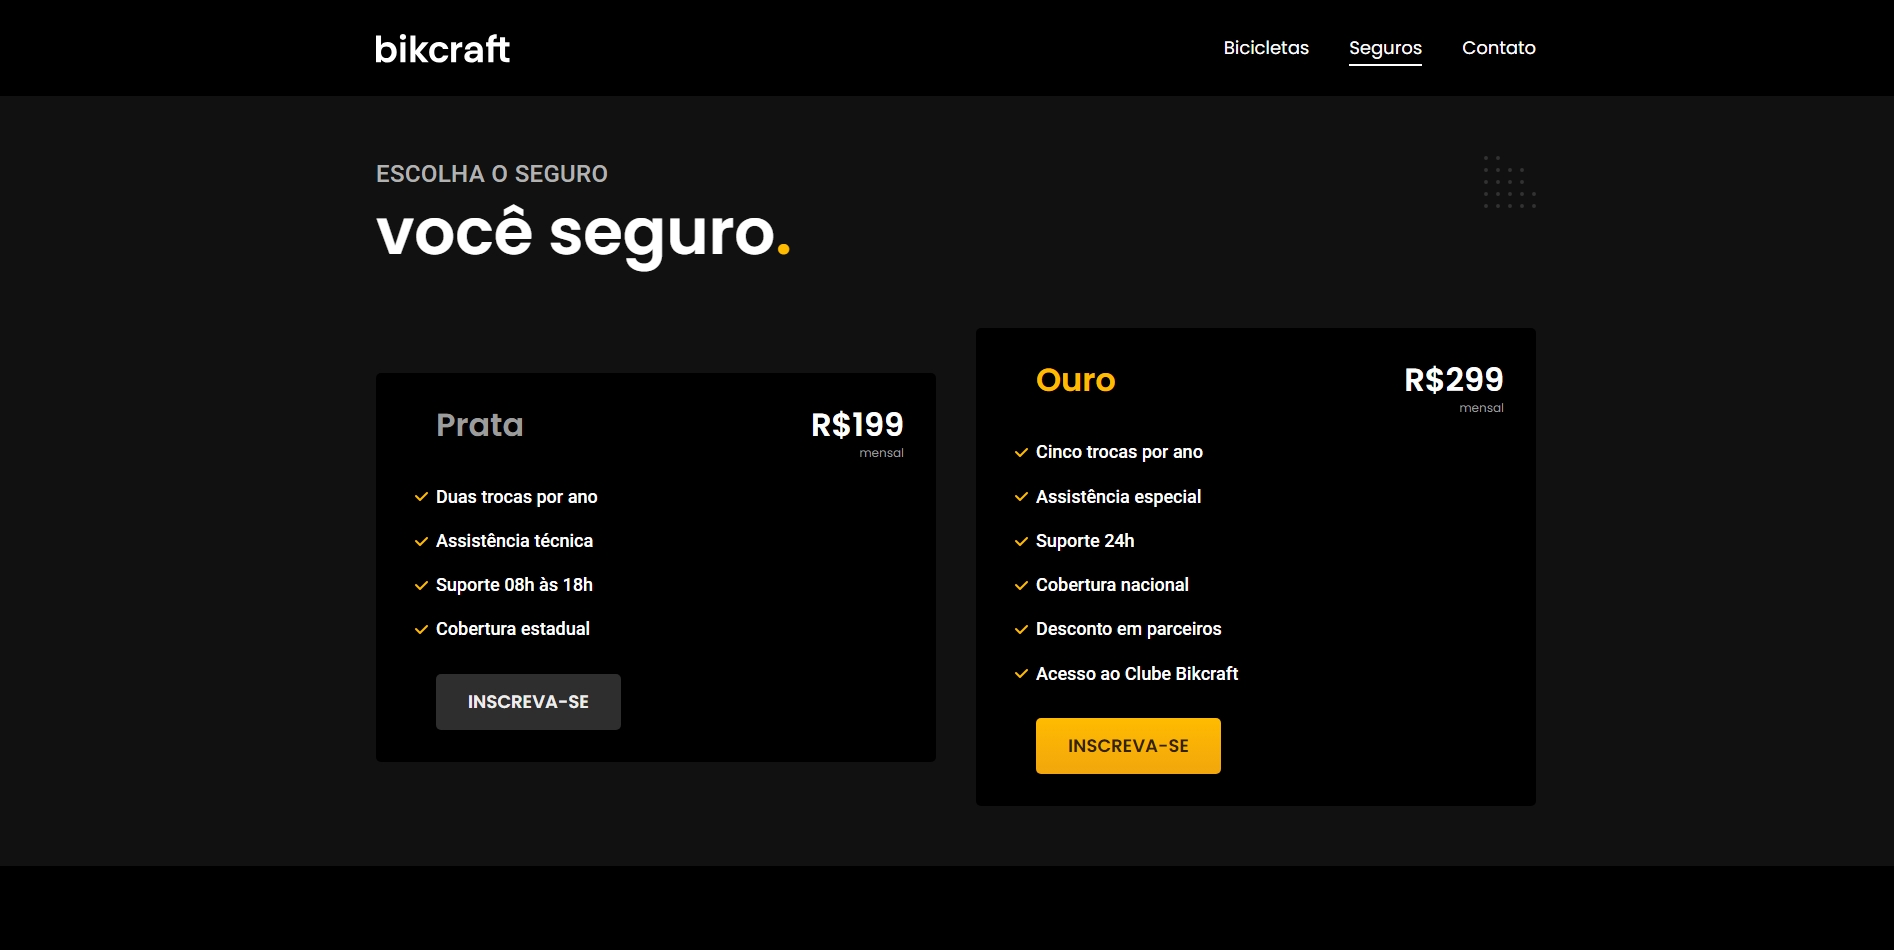 bikcraft
Bicicletas
Seguros
Contato
ESCOLHA O SEGURO
você seguro.
Prata
R$199
mensal
Duas trocas por ano
Assistência técnica
Suporte 08h às 18h
Cobertura estadual
INSCREVA-SE
Ouro
R$299
mensal
Cinco trocas por ano
Assistência especial
Suporte 24h
Cobertura nacional
Desconto em parceiros
Acesso ao Clube Bikcraft
INSCREVA-SE